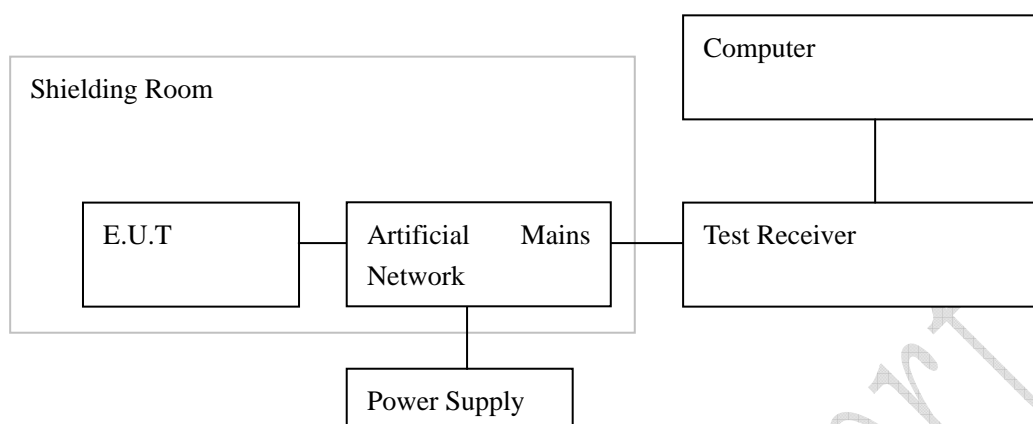 Computer
Shielding Room
E.U.T
Artificial Mains
Network
Test Receiver
Power Supply